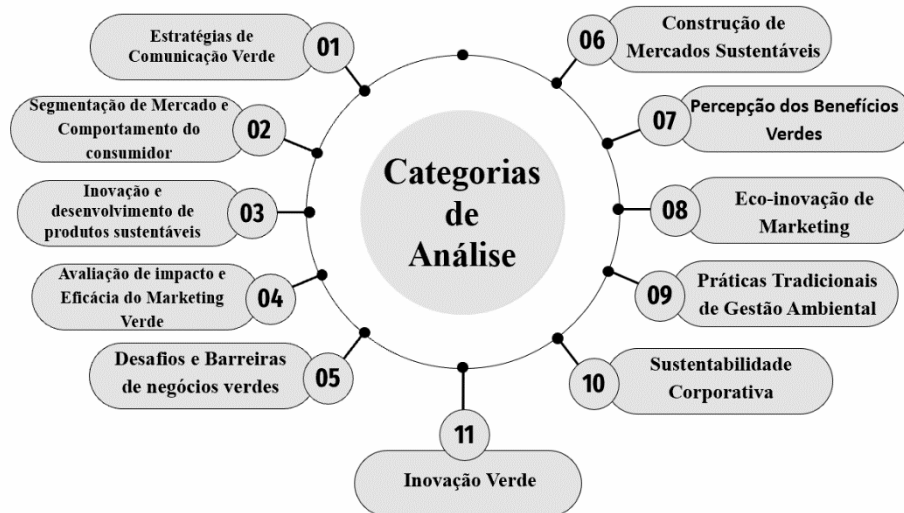 Categorias
de
Análise
01
Estratégias de
Comunicação Verde
02
Segmentação de Mercado e
Comportamento do
consumidor
03
Inovação e
desenvolvimento de
produtos sustentáveis
04
Avaliação de impacto e
Eficácia do Marketing
Verde
05
Desafios e Barreiras
de negócios verdes
06
Construção de
Mercados Sustentáveis
07
Percepção dos Benefícios
Verdes
08
Eco-inovação de
Marketing
09
Práticas Tradicionais
de Gestão Ambiental
10
Sustentabilidade
Corporativa
11
Inovação Verde